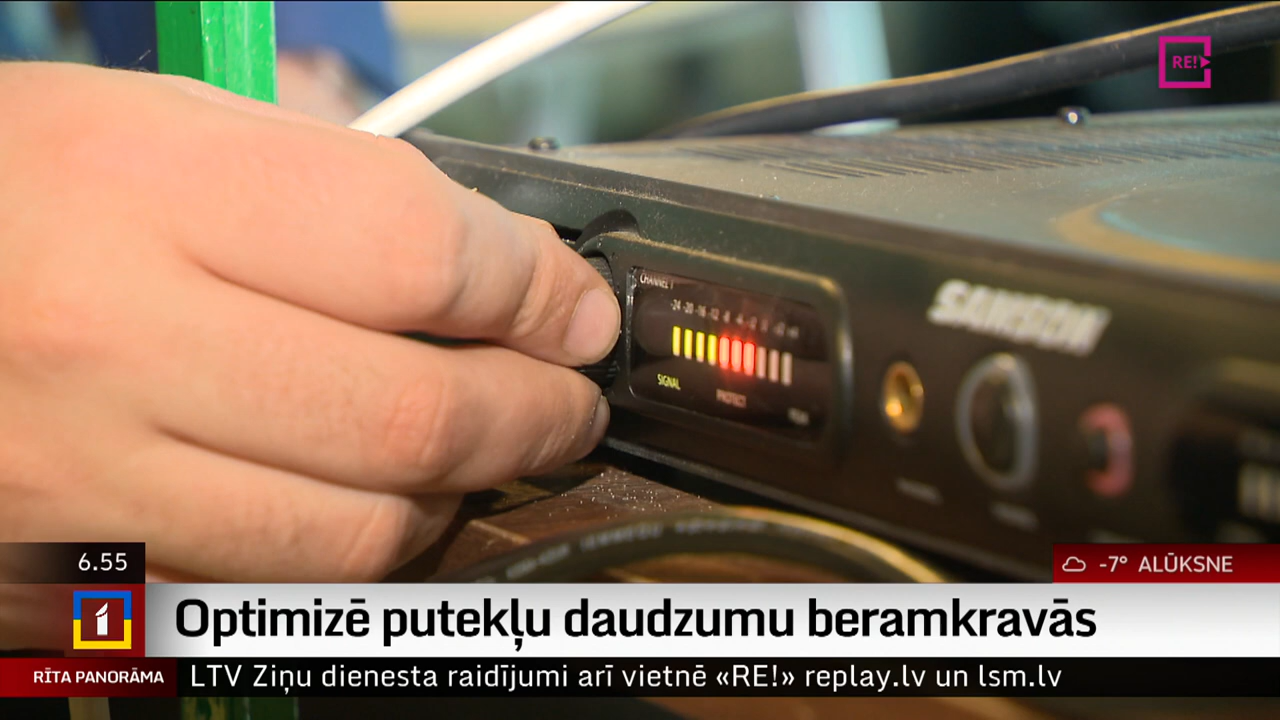 RE!
CHANNEL 1
SAMSON
SIGNAL
PROTECT
6.55
-7° ALŪKSNE
1
Optimizē putekļu daudzumu beramkravās
RĪTA PANORĀMA
LTV Ziņu dienesta raidījumi arī vietnē «RE!» replay.lv un lsm.lv